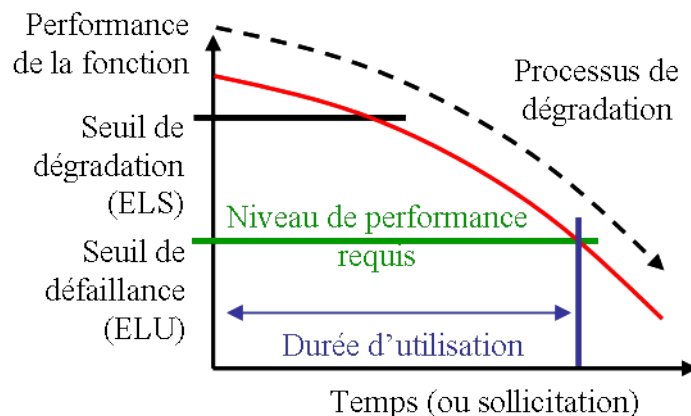 Performance
de la fonction
Processus de
dégradation
Seuil de
dégradation
(ELS)
Niveau de performance
requis
Seuil de
défaillance
(ELU)
Durée d’utilisation
Temps (ou sollicitation)